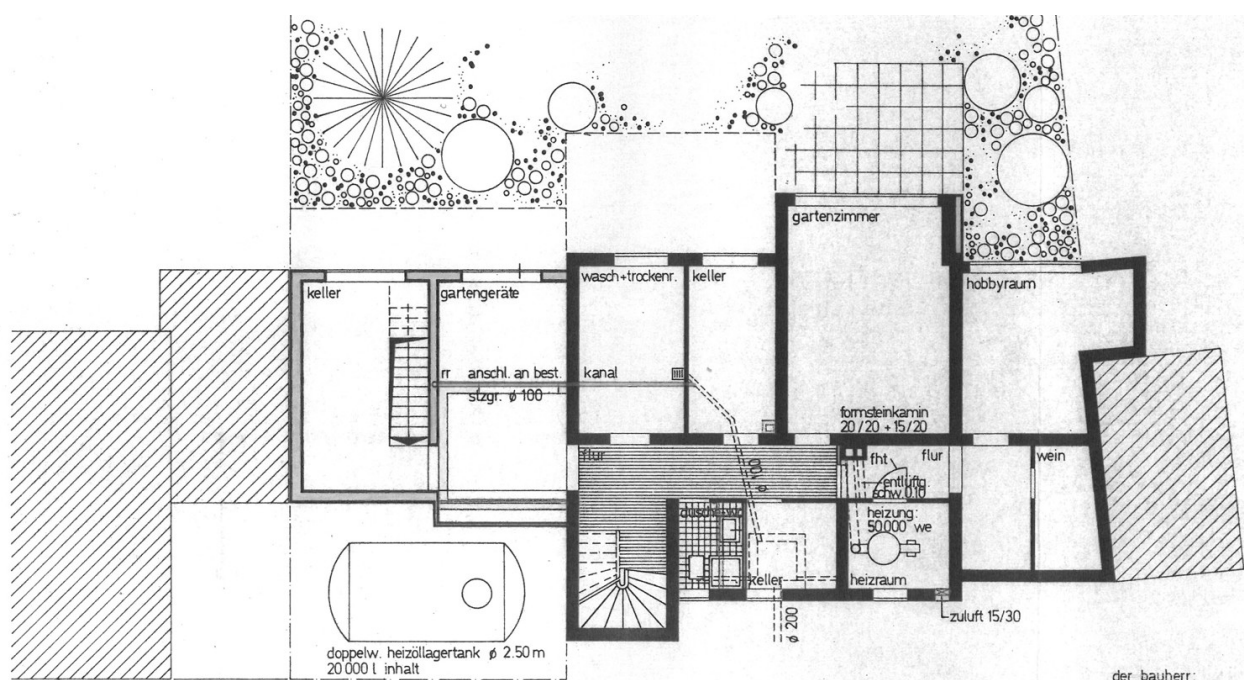 gartenzimmer
keller
gartengeräte
wasch+trockenr.
keller
hobbyraum
rr anschl. an best. kanal
stzgr. ø 100
formsteinkamin
20/20 + 15/20
flur
fht
flur
wein
entlüftg.
schw. 0.10
ø 100
heizung:
50.000 we
keller
heizraum
zuluft 15/30
ø 200
doppelw. heizöllagertank ø 2.50 m
20 000 l inhalt
der bauherr: